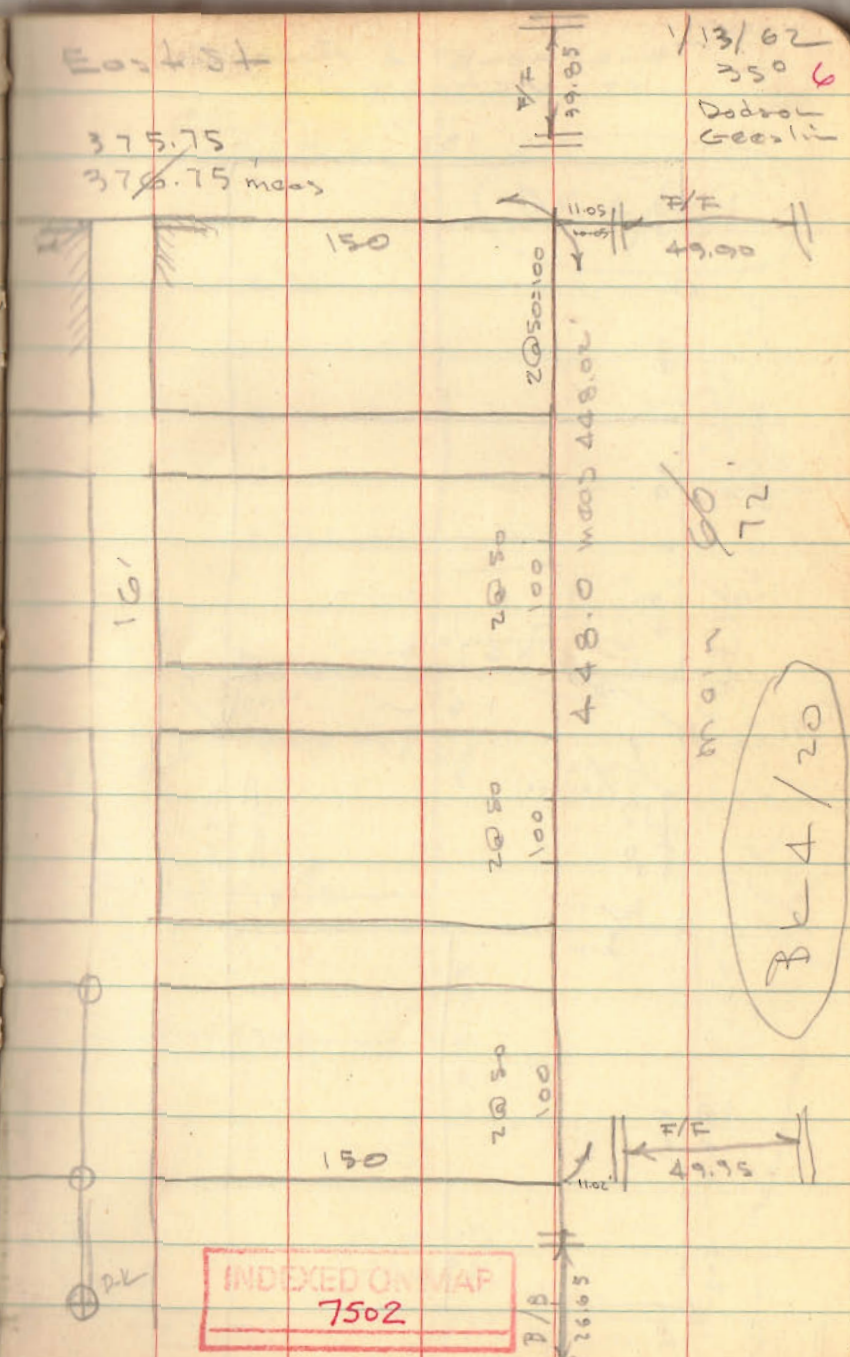 East St
1/13/62
35° 6
Dodson
Geeslin
375.75
376.75 meas
F/F
39.85
150
11.05
F/F
49.90
2@50=100
448.0 meas 448.02'
60
72'
16'
2@50
100
main
BK 4/20
2@50
100
2@50
100
150
11.02'
F/F
49.95
INDEXED ON MAP
7502
B/B
26.65